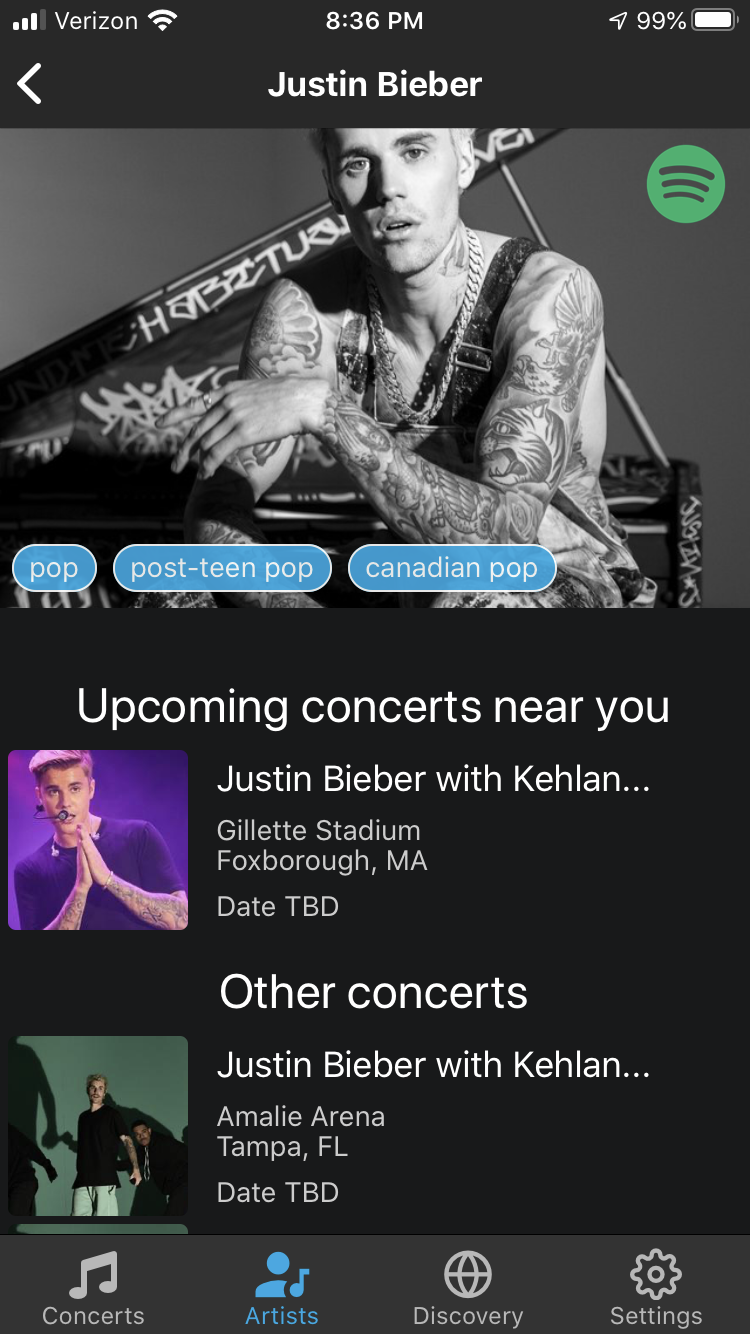 Verizon 8:36 PM 99%
Justin Bieber
HABITUAL
pop post-teen pop canadian pop
Upcoming concerts near you
Justin Bieber with Kehlan...
Gillette Stadium
Foxborough, MA
Date TBD
Other concerts
Justin Bieber with Kehlan...
Amalie Arena
Tampa, FL
Date TBD
Concerts Artists Discovery Settings